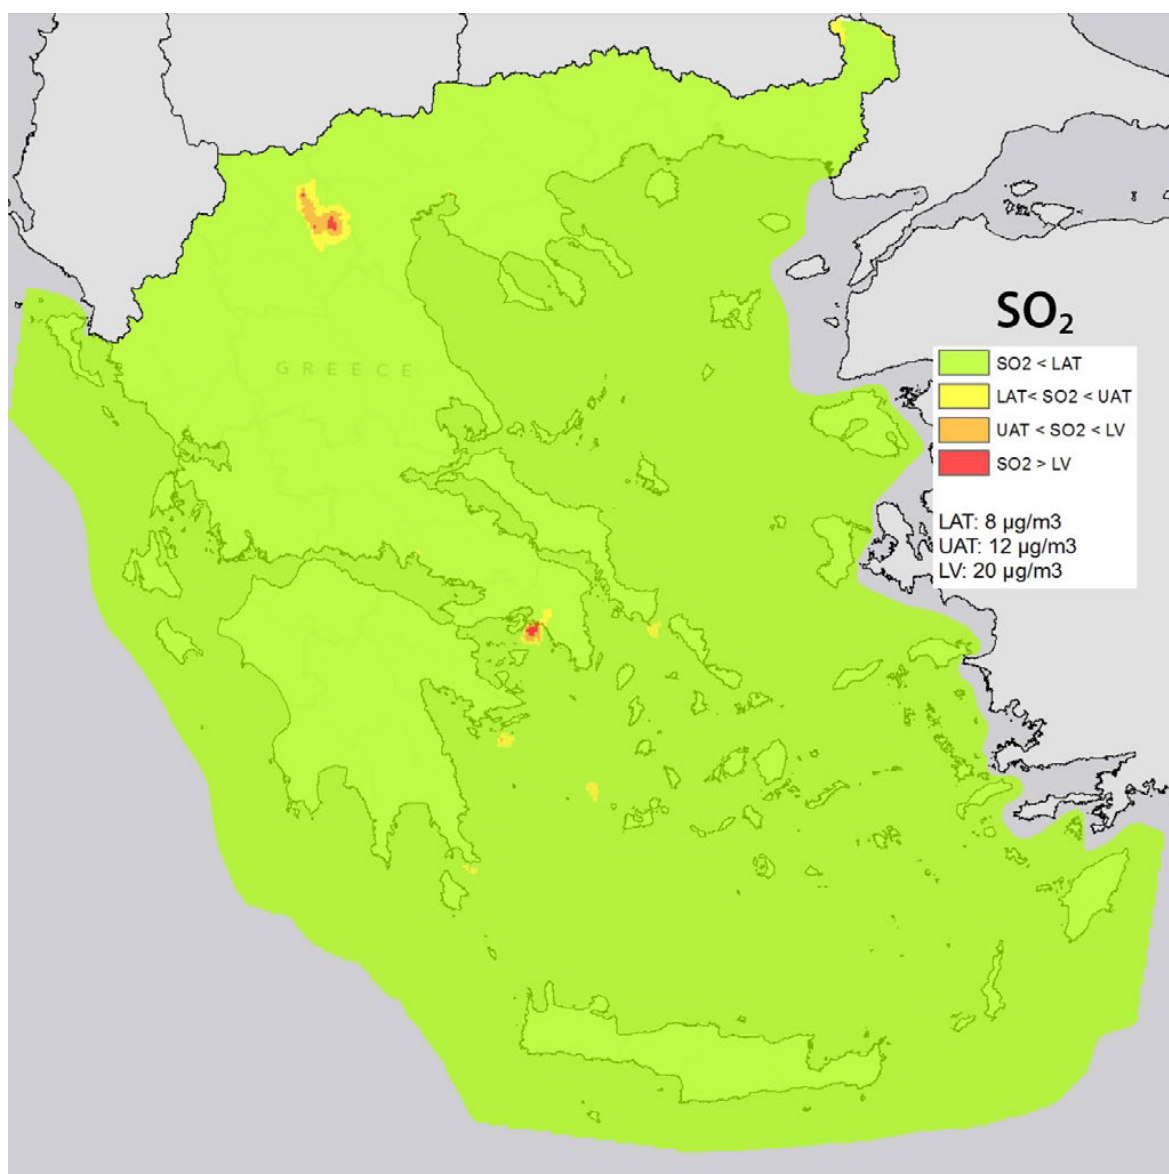 GREECE
SO₂
SO2 < LAT
LAT< SO2 < UAT
UAT < SO2 < LV
SO2 > LV
LAT: 8 µg/m3
UAT: 12 µg/m3
LV: 20 µg/m3